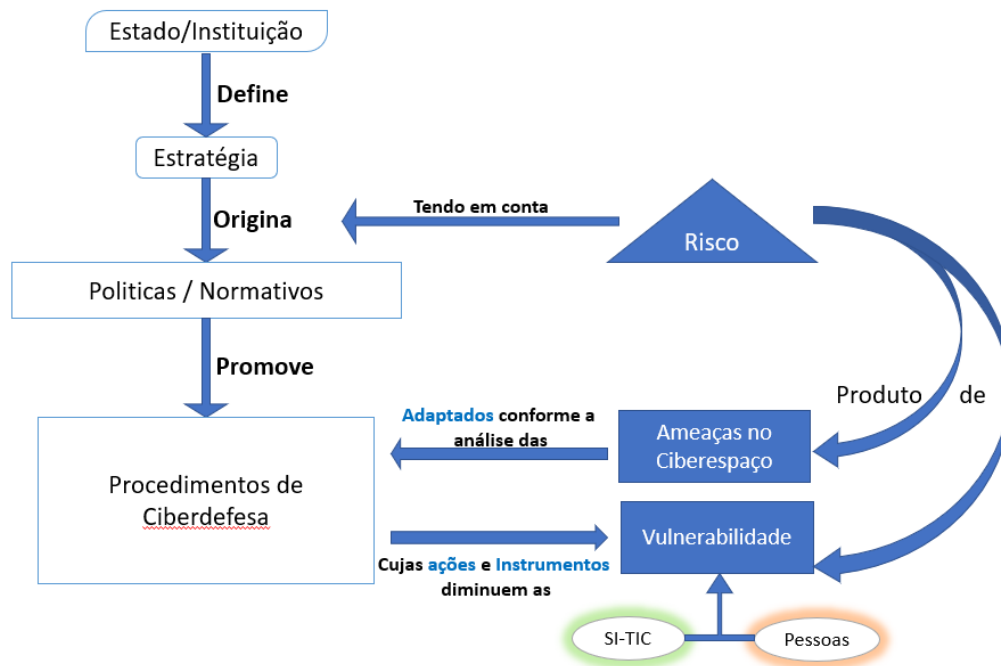 Estado/Instituição
Define
Estratégia
Origina
Tendo em conta
Risco
Politicas / Normativos
Promove
Produto de
Adaptados conforme a
análise das
Ameaças no
Ciberespaço
Procedimentos de
Ciberdefesa
Vulnerabilidade
Cujas ações e Instrumentos
diminuem as
SI-TIC
Pessoas